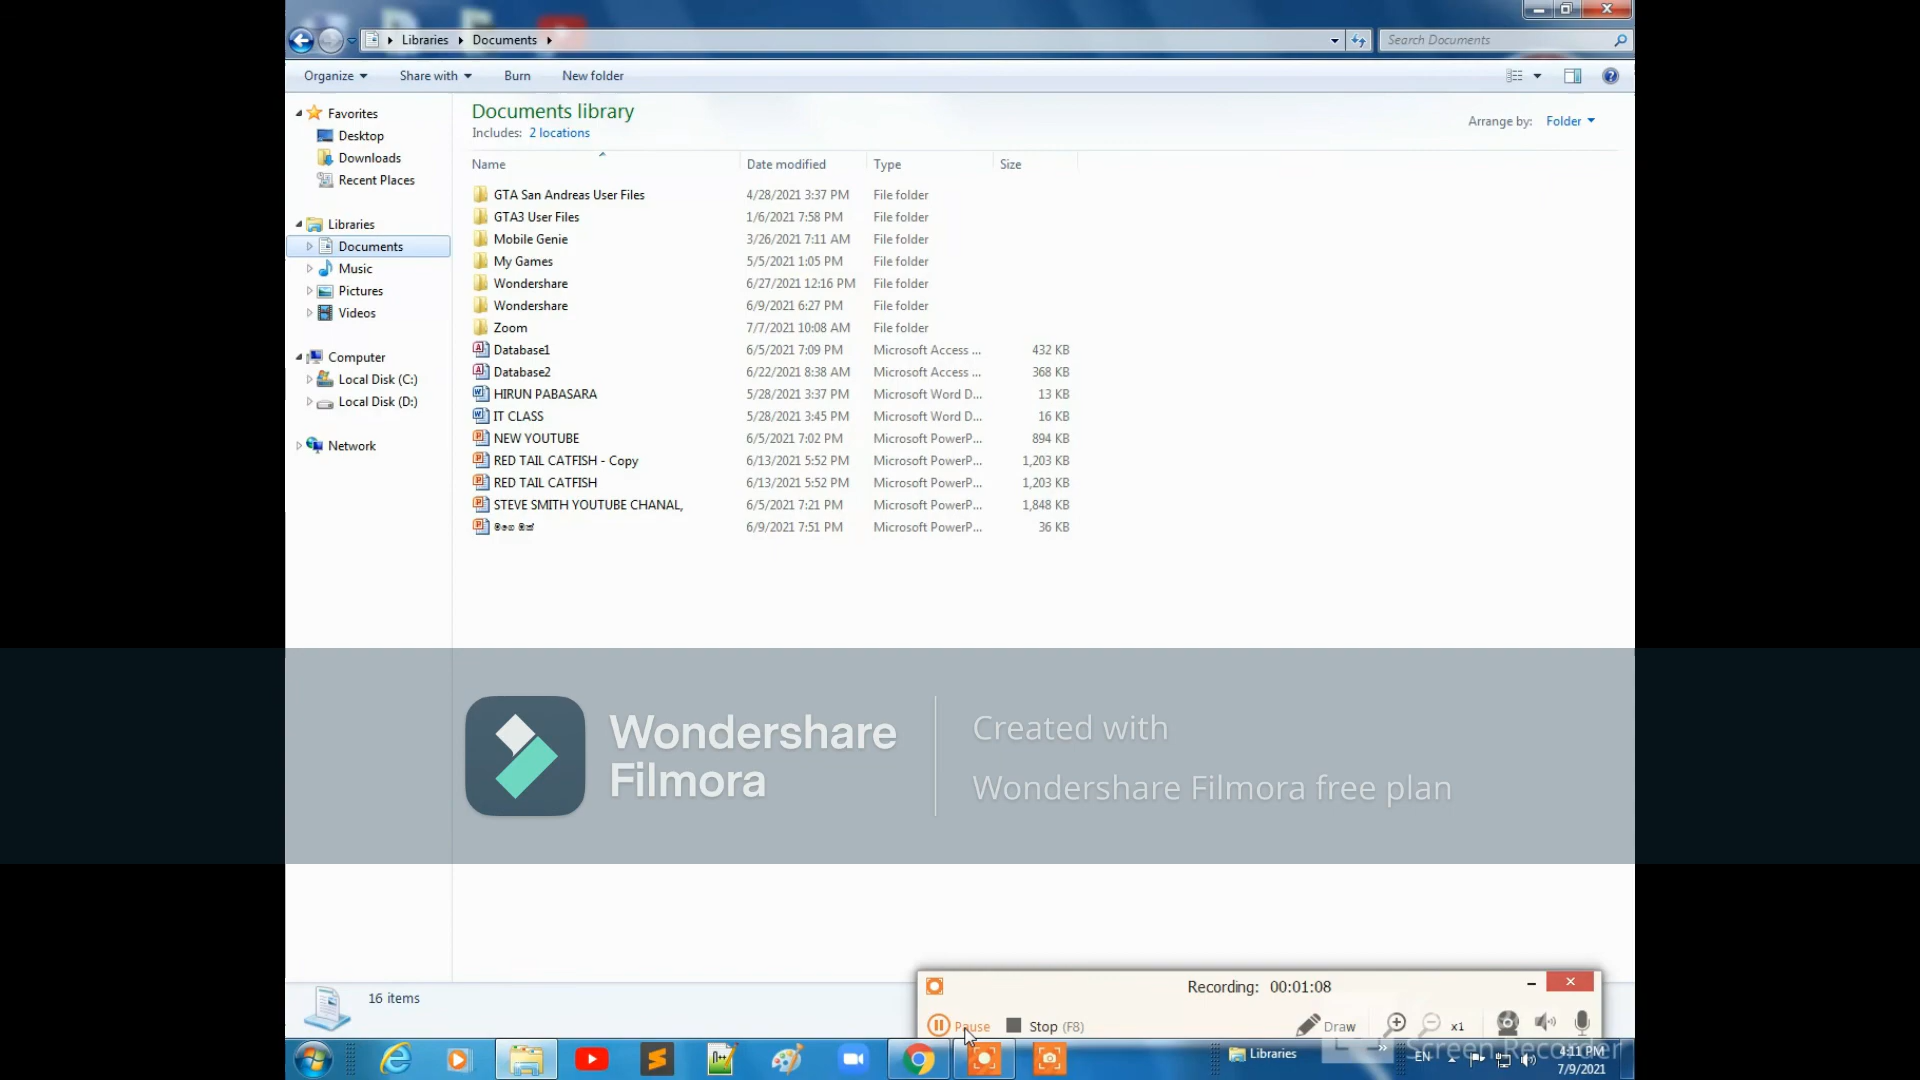 Libraries Documents
Search Documents
Organize Share with Burn New folder
Favorites
Desktop
Downloads
Recent Places
Libraries
Documents
Music
Pictures
Videos
Computer
Local Disk (C:)
Local Disk (D:)
Network
Documents library
Includes: 2 locations
Arrange by: Folder
Name Date modified Type Size
GTA San Andreas User Files 4/28/2021 3:37 PM File folder
GTA3 User Files 1/6/2021 7:58 PM File folder
Mobile Genie 3/26/2021 7:11 AM File folder
My Games 5/5/2021 1:05 PM File folder
Wondershare 6/27/2021 12:16 PM File folder
Wondershare 6/9/2021 6:27 PM File folder
Zoom 7/7/2021 10:08 AM File folder
Database1 6/5/2021 7:09 PM Microsoft Access ... 432 KB
Database2 6/22/2021 8:38 AM Microsoft Access ... 368 KB
HIRUN PABASARA 5/28/2021 3:37 PM Microsoft Word D... 13 KB
IT CLASS 5/28/2021 3:45 PM Microsoft Word D... 16 KB
NEW YOUTUBE 6/5/2021 7:02 PM Microsoft PowerP... 894 KB
RED TAIL CATFISH - Copy 6/13/2021 5:52 PM Microsoft PowerP... 1,203 KB
RED TAIL CATFISH 6/13/2021 5:52 PM Microsoft PowerP... 1,203 KB
STEVE SMITH YOUTUBE CHANAL, 6/5/2021 7:21 PM Microsoft PowerP... 1,848 KB
6/9/2021 7:51 PM Microsoft PowerP... 36 KB
Wondershare
Filmora
Created with
Wondershare Filmora free plan
16 items
Recording: 00:01:08
Pause Stop (F8) Draw x1
Libraries
EN
Screen Recorder
4:11 PM
7/9/2021